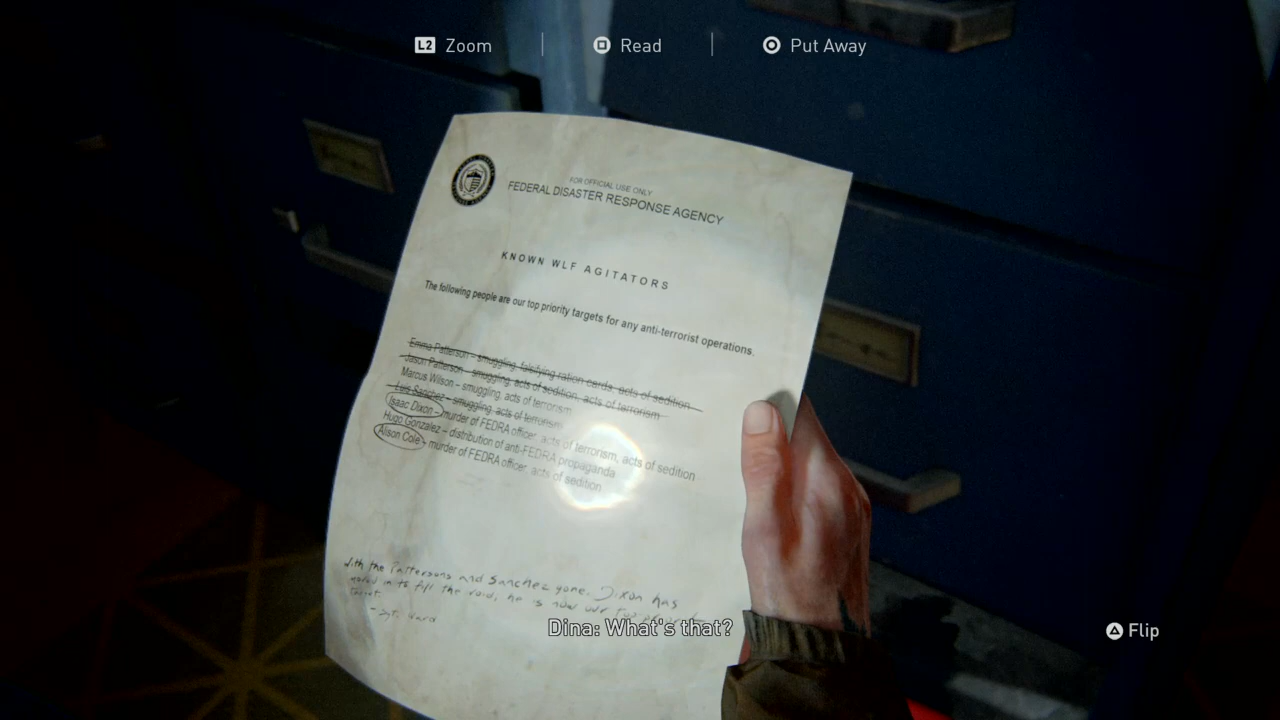 L2 Zoom | Read | Put Away
FOR OFFICIAL USE ONLY
FEDERAL DISASTER RESPONSE AGENCY
KNOWN WLF AGITATORS
The following people are our top priority targets for any anti-terrorist operations.
Emma Patterson - smuggling, falsifying ration cards, acts of sedition
Jason Patterson - smuggling, acts of sedition, acts of terrorism
Marcus Wilson - smuggling, acts of terrorism
Luis Sanchez - smuggling, acts of terrorism
Isaac Dixon - murder of FEDRA officer, acts of terrorism, acts of sedition
Hugo Gonzalez - distribution of anti-FEDRA propaganda
Alison Cole - murder of FEDRA officer, acts of sedition
With the Pattersons and Sanchez gone, Dixon has
moved in to fill the void, he is now our top
target.
Ward
Dina: What's that?
Flip